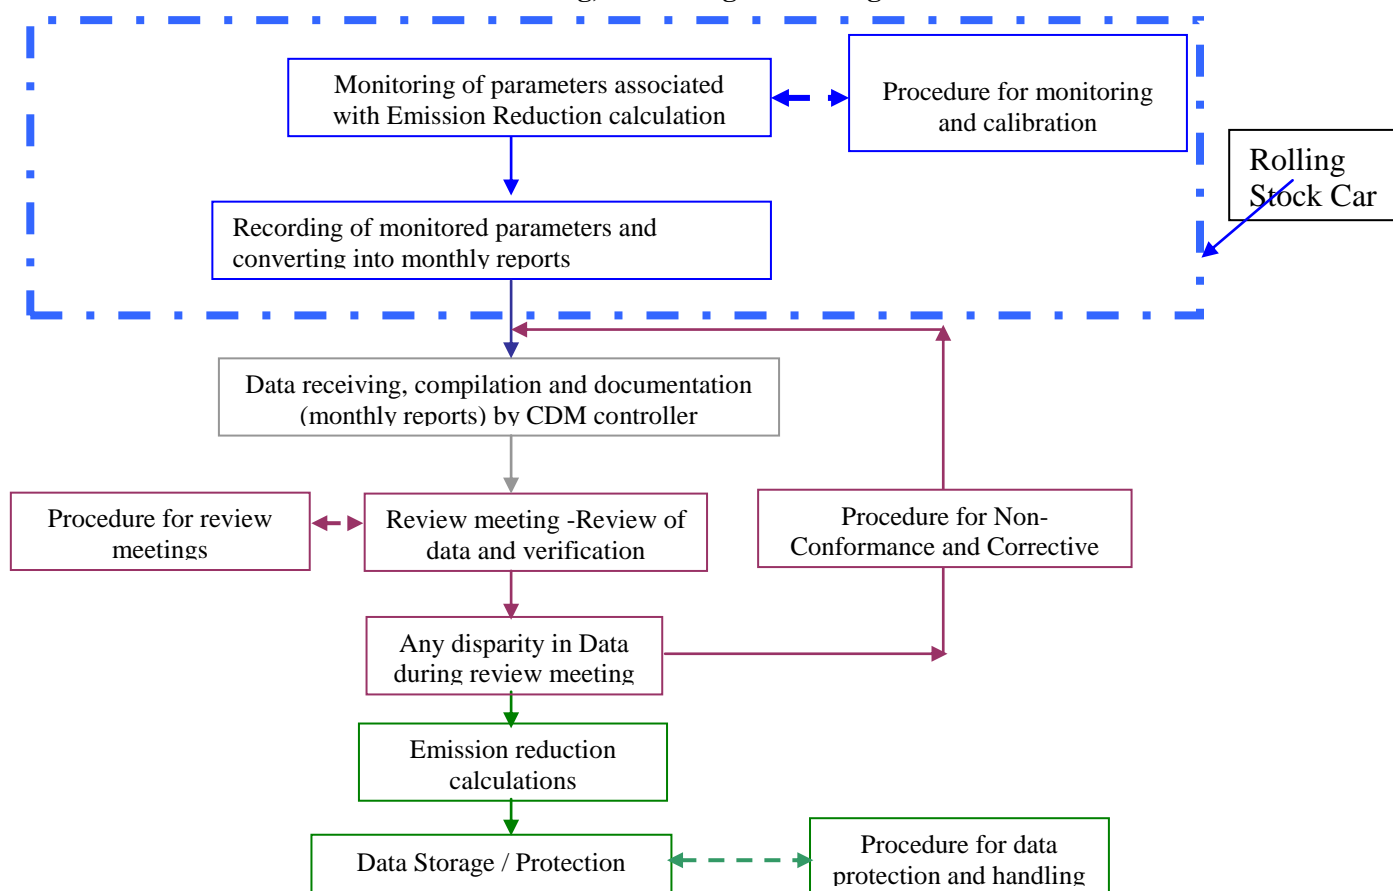 Monitoring of parameters associated
with Emission Reduction calculation
Procedure for monitoring
and calibration
Rolling
Stock Car
Recording of monitored parameters and
converting into monthly reports
Data receiving, compilation and documentation
(monthly reports) by CDM controller
Procedure for review
meetings
Review meeting -Review of
data and verification
Procedure for Non-
Conformance and Corrective
Any disparity in Data
during review meeting
Emission reduction
calculations
Data Storage / Protection
Procedure for data
protection and handling